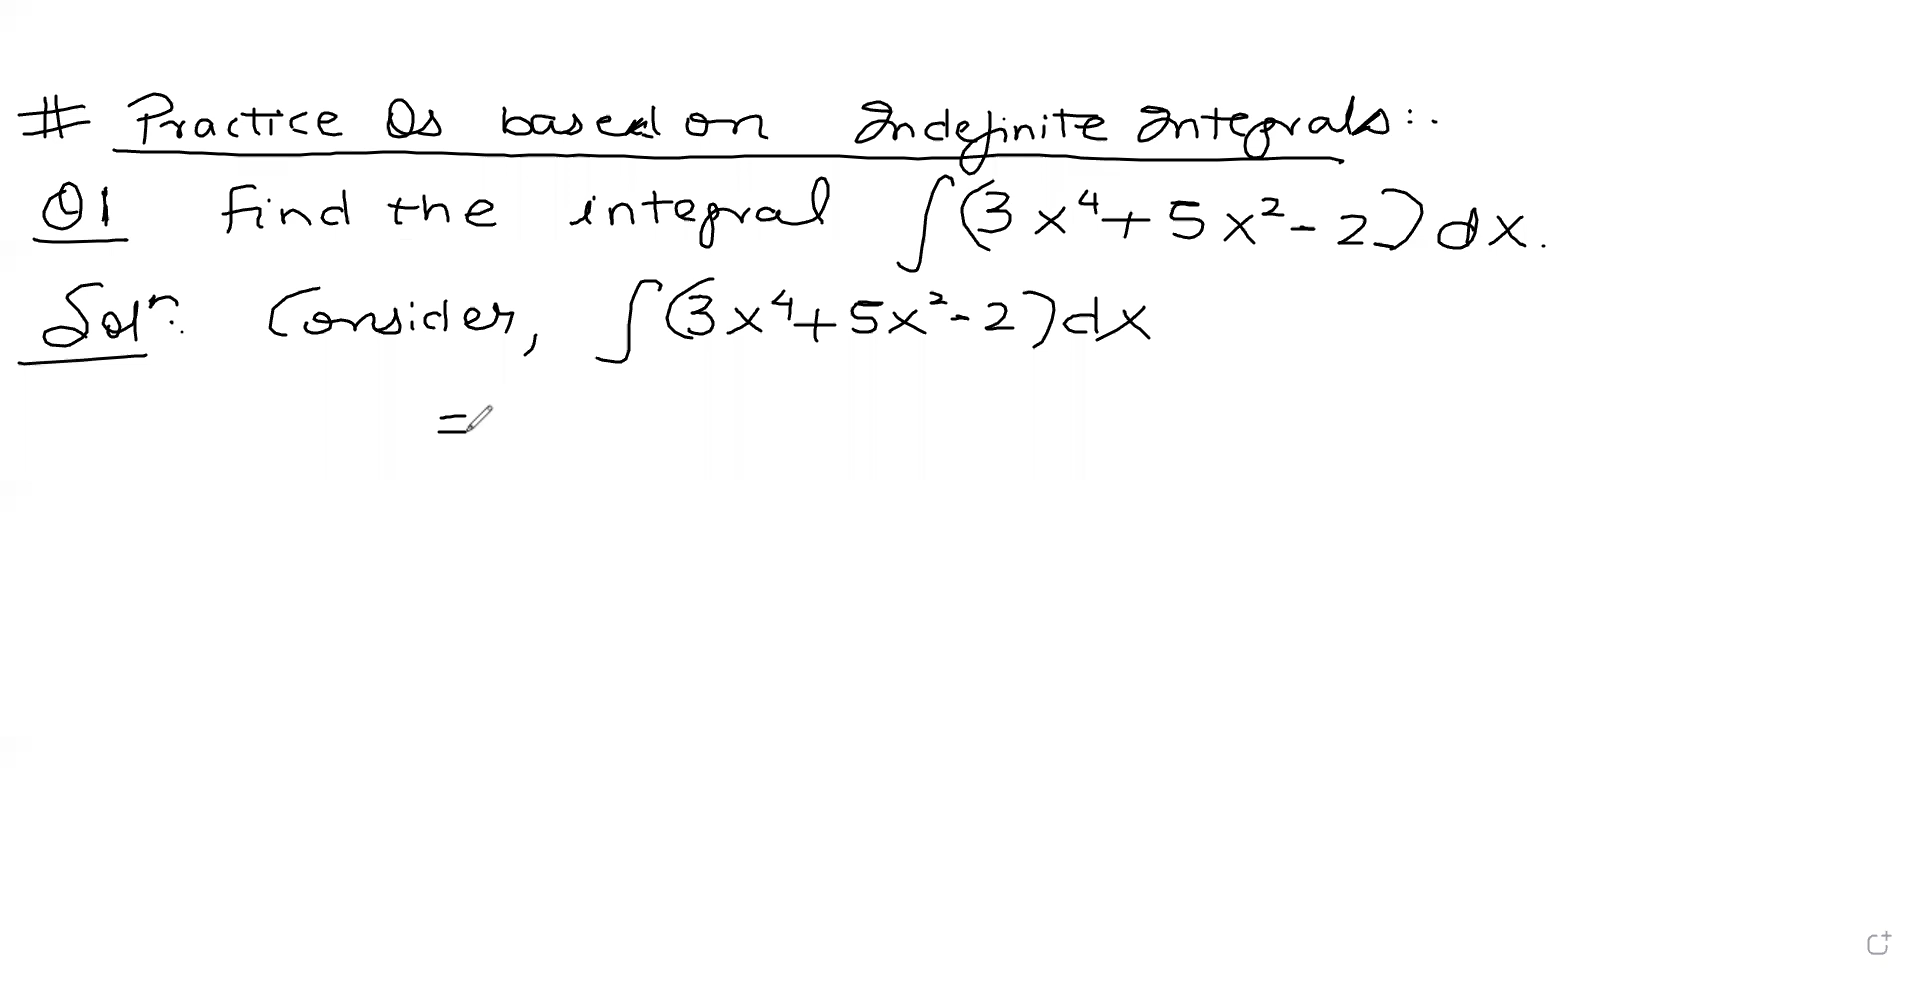 # Practice Qs based on Indefinite Integrals:.
Q1 Find the integral ∫(3x⁴+5x²-2)dx.
Solⁿ: Consider, ∫(3x⁴+5x²-2)dx
=